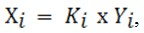 Xᵢ = Kᵢ x Yᵢ,